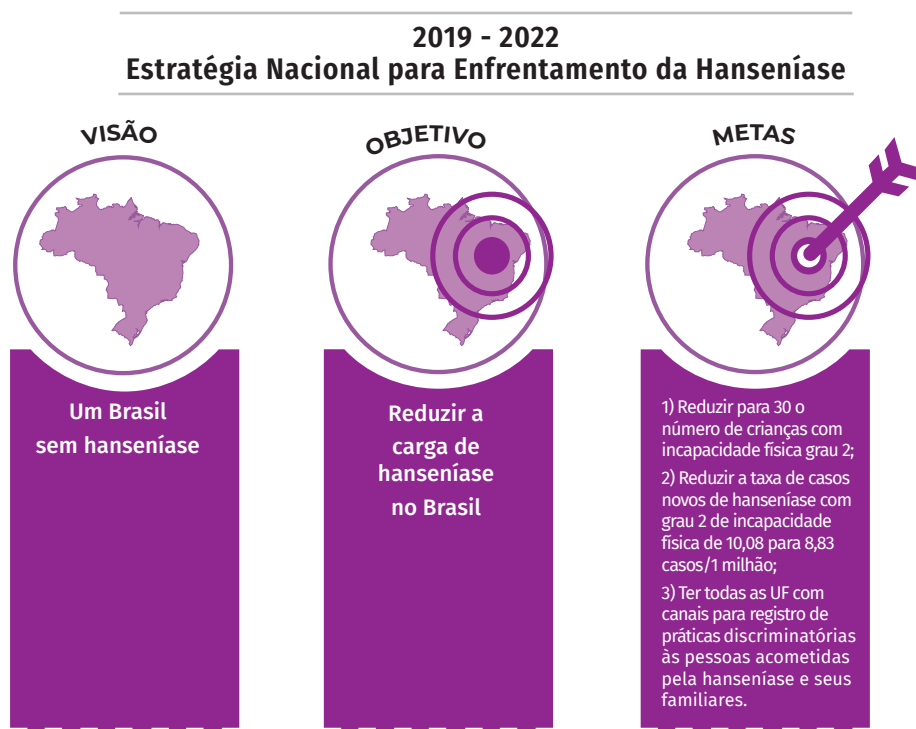 2019 - 2022
Estratégia Nacional para Enfrentamento da Hanseníase
VISÃO
Um Brasil
sem hanseníase
OBJETIVO
Reduzir a
carga de
hanseníase
no Brasil
METAS
1) Reduzir para 30 o
número de crianças com
incapacidade física grau 2;
2) Reduzir a taxa de casos
novos de hanseníase com
grau 2 de incapacidade
física de 10,08 para 8,83
casos/1 milhão;
3) Ter todas as UF com
canais para registro de
práticas discriminatórias
às pessoas acometidas
pela hanseníase e seus
familiares.